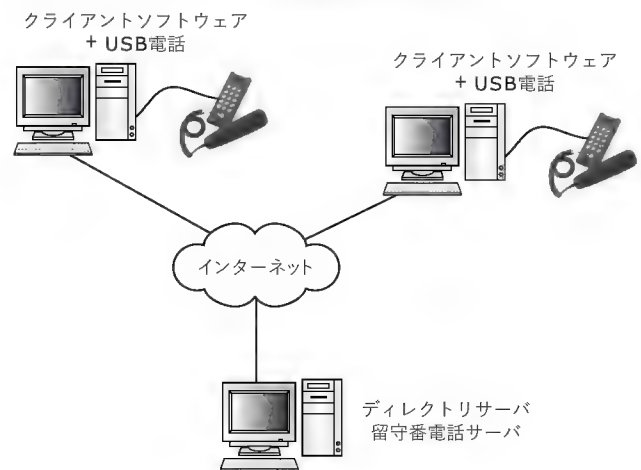 クライアントソフトウェア
+ USB電話
クライアントソフトウェア
+ USB電話
インターネット
ディレクトリサーバ
留守番電話サーバ